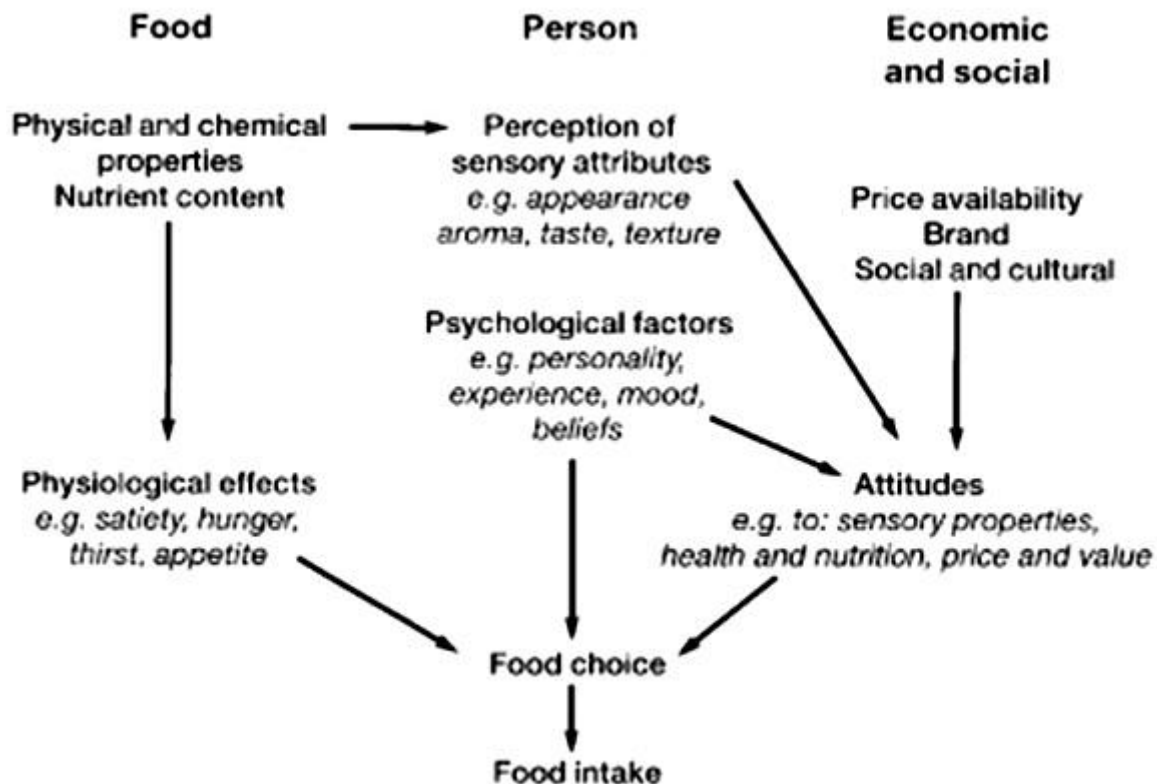 Food
Person
Economic
and social
Physical and chemical
properties
Nutrient content
Perception of
sensory attributes
e.g. appearance
aroma, taste, texture
Price availability
Brand
Social and cultural
Psychological factors
e.g. personality,
experience, mood,
beliefs
Physiological effects
e.g. satiety, hunger,
thirst, appetite
Attitudes
e.g. to: sensory properties,
health and nutrition, price and value
Food choice
Food intake